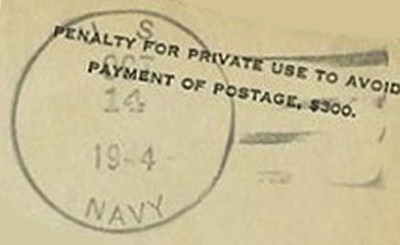 U S
PENALTY FOR PRIVATE USE TO AVOID
PAYMENT OF POSTAGE, $300.
OCT
14
19-4-
NAVY